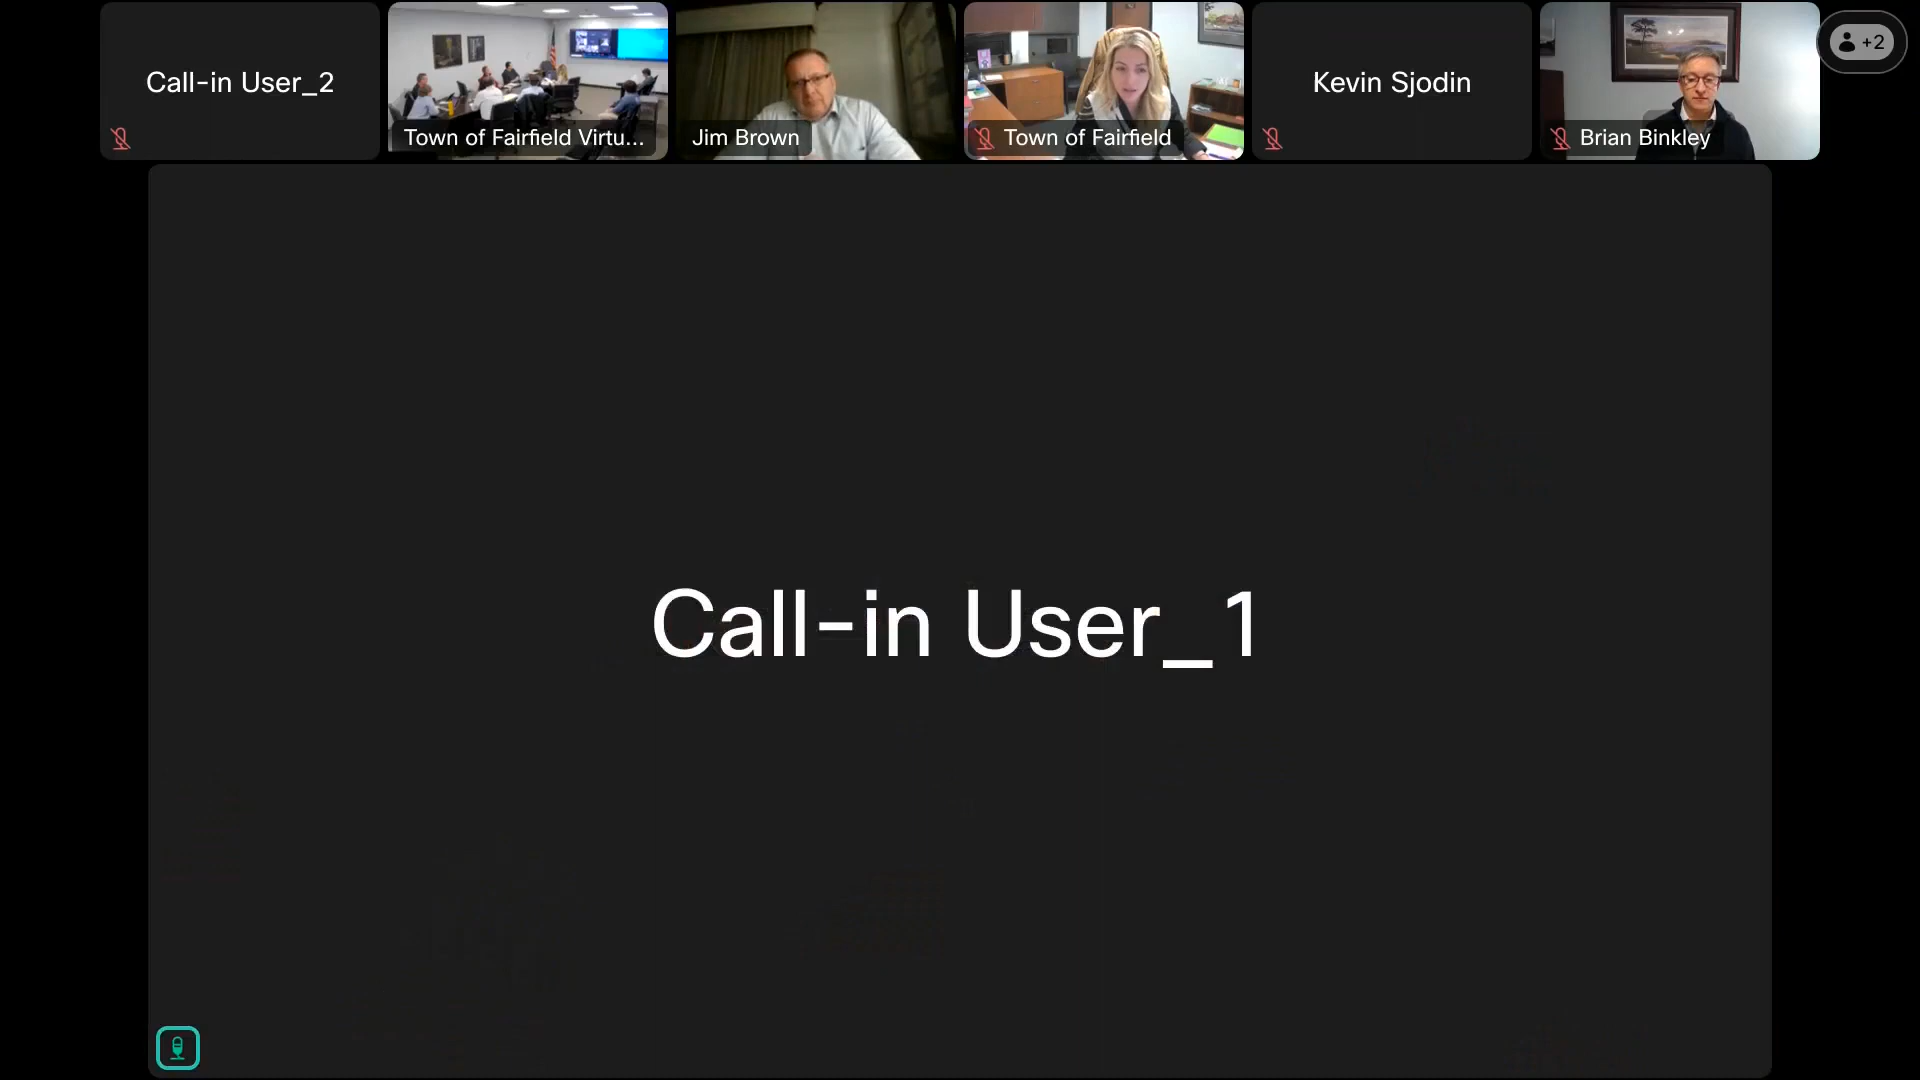 Call-in User_2
Town of Fairfield Virtu...
Jim Brown
Town of Fairfield
Kevin Sjodin
Brian Binkley
+2
Call-in User_1